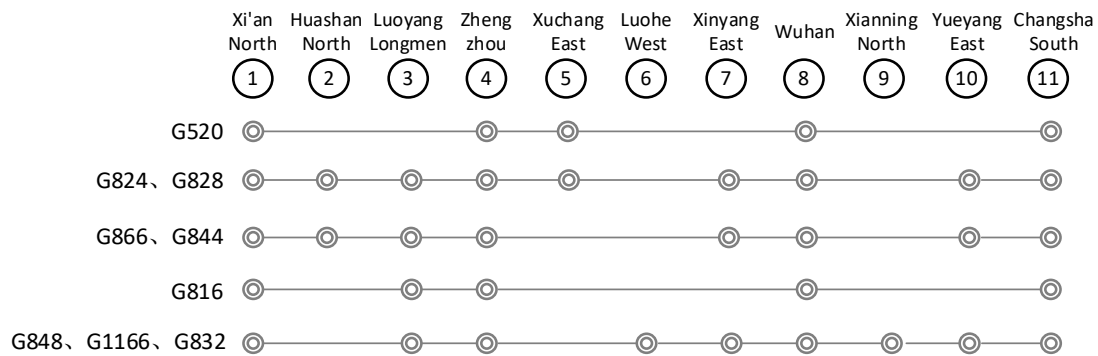 Xi'an Huashan Luoyang Zheng Xuchang Luohe Xinyang Wuhan Xianning Yueyang Changsha
North North Longmen zhou East West East North East South
1 2 3 4 5 6 7 8 9 10 11
G520
G824、G828
G866、G844
G816
G848、G1166、G832